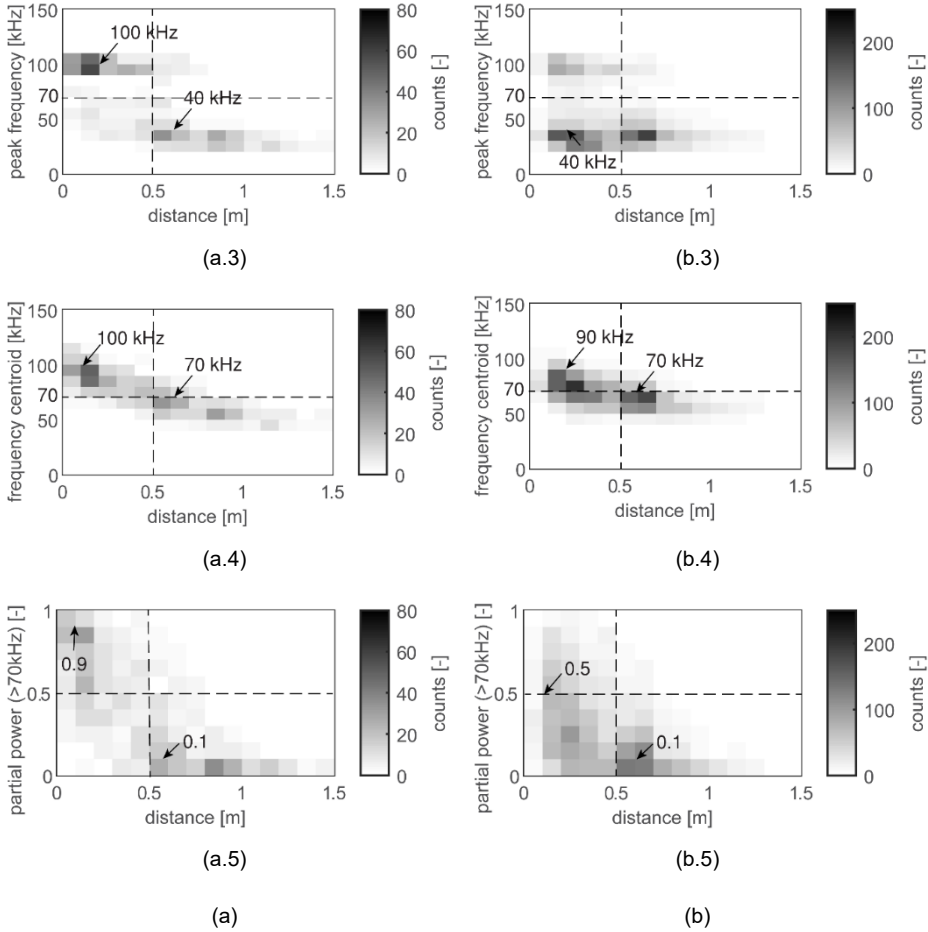 150
100
70
50
0
peak frequency [kHz]
100 kHz
40 kHz
0
0.5
1
1.5
distance [m]
80
60
40
20
0
counts [-]
150
100
70
50
0
peak frequency [kHz]
40 kHz
0
0.5
1
1.5
distance [m]
200
100
0
counts [-]
(a.3)
(b.3)
150
100
70
50
0
frequency centroid [kHz]
100 kHz
70 kHz
0
0.5
1
1.5
distance [m]
80
60
40
20
0
counts [-]
150
100
70
50
0
frequency centroid [kHz]
90 kHz
70 kHz
0
0.5
1
1.5
distance [m]
200
100
0
counts [-]
(a.4)
(b.4)
1
0.5
0
partial power (>70kHz) [-]
0.9
0.1
0
0.5
1
1.5
distance [m]
80
60
40
20
0
counts [-]
1
0.5
0
partial power (>70kHz) [-]
0.5
0.1
0
0.5
1
1.5
distance [m]
200
100
0
counts [-]
(a.5)
(b.5)
(a)
(b)